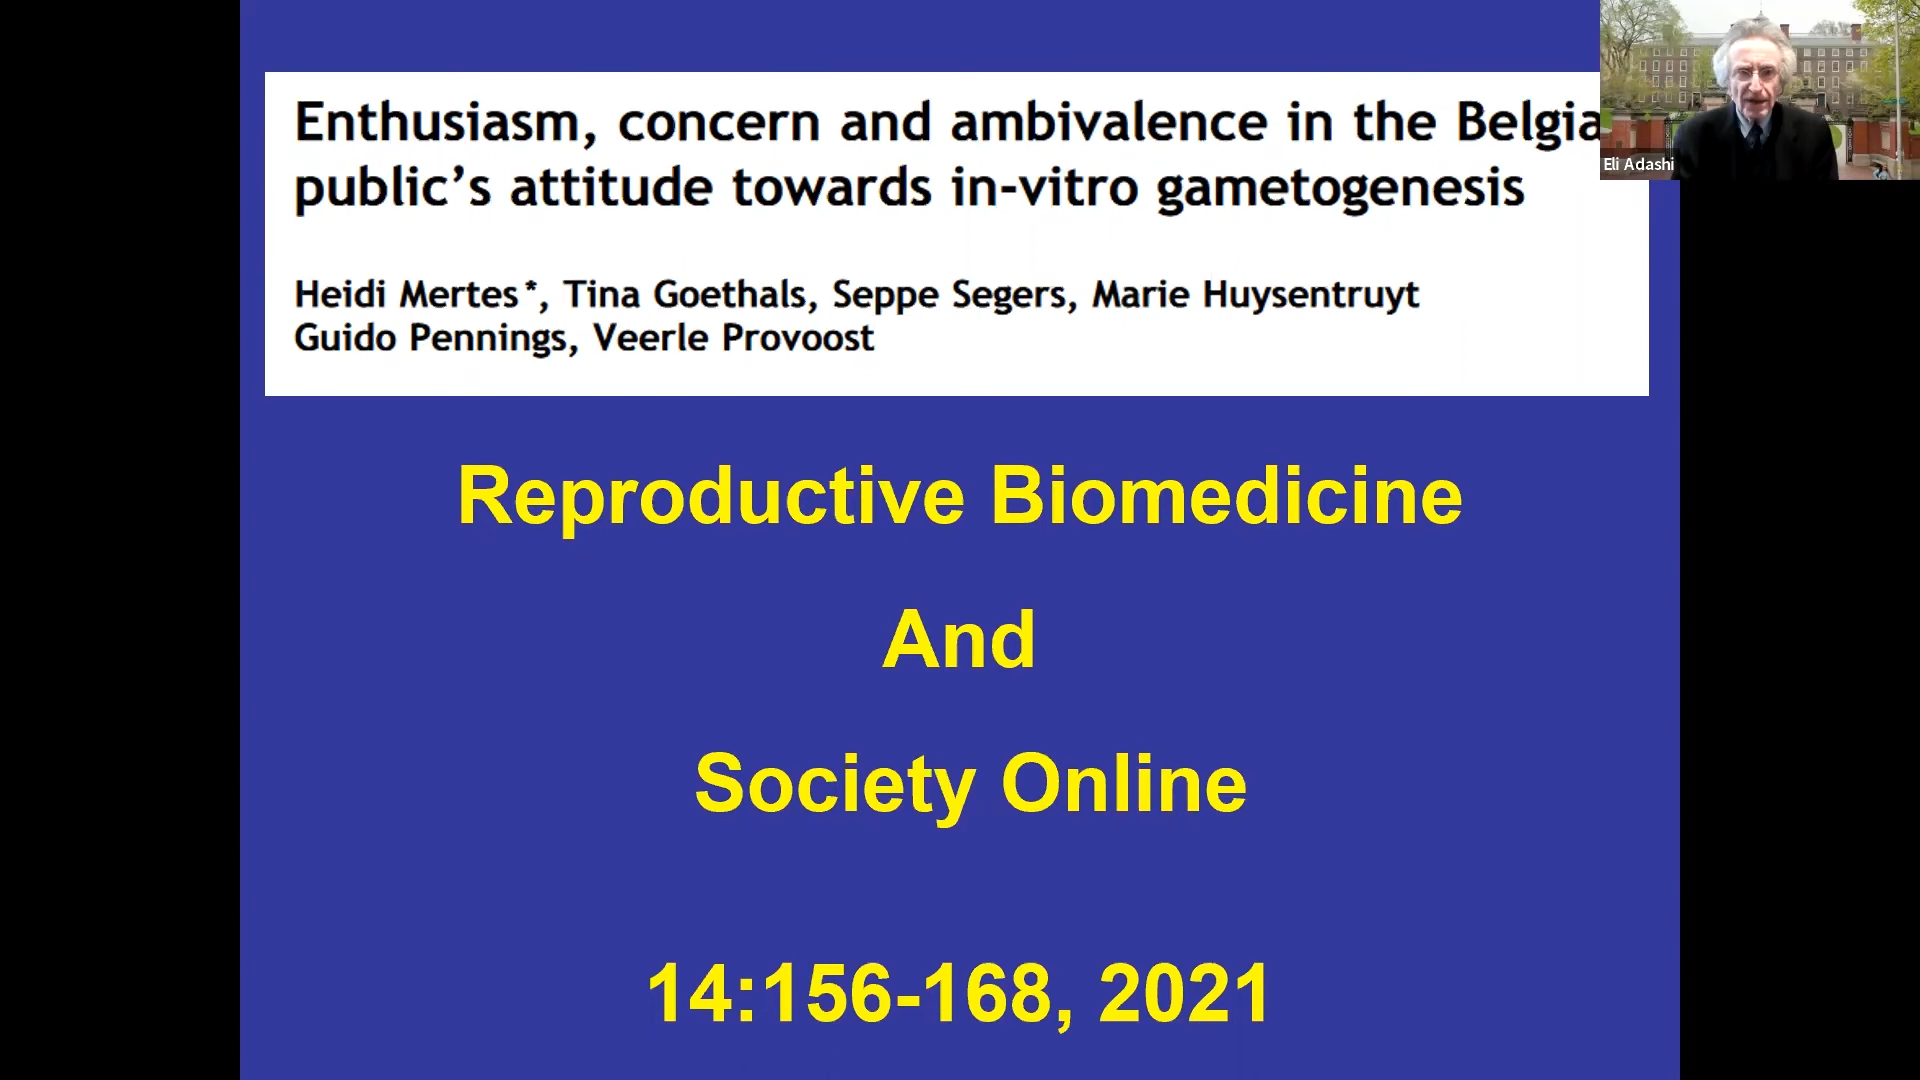 Enthusiasm, concern and ambivalence in the Belgia
public’s attitude towards in-vitro gametogenesis
Heidi Mertes*, Tina Goethals, Seppe Segers, Marie Huysentruyt
Guido Pennings, Veerle Provoost
Reproductive Biomedicine
And
Society Online
14:156-168, 2021
Eli Adashi